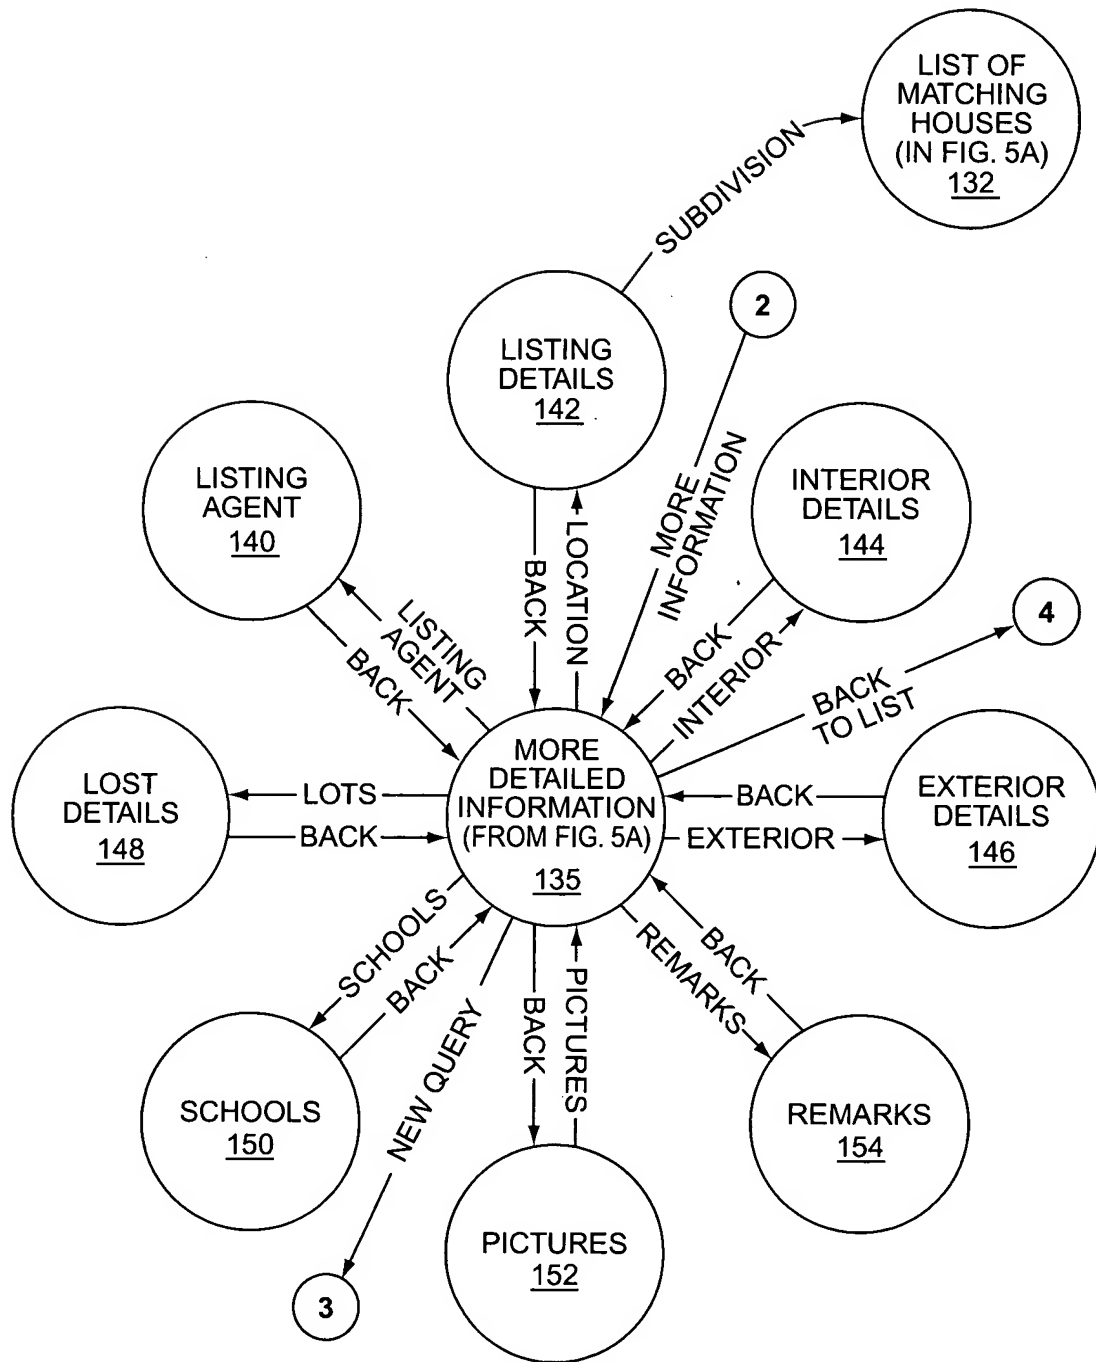 LIST OF
MATCHING
HOUSES
(IN FIG. 5A)
132
SUBDIVISION
2
LISTING
DETAILS
142
MORE
INFORMATION
INTERIOR
DETAILS
144
LISTING
AGENT
140
BACK
LOCATION
LISTING
AGENT
BACK
BACK
INTERIOR
4
BACK
TO LIST
MORE
DETAILED
INFORMATION
(FROM FIG. 5A)
135
LOST
DETAILS
148
LOTS
BACK
BACK
EXTERIOR
EXTERIOR
DETAILS
146
SCHOOLS
BACK
NEW QUERY
BACK
PICTURES
REMARKS
BACK
SCHOOLS
150
REMARKS
154
PICTURES
152
3